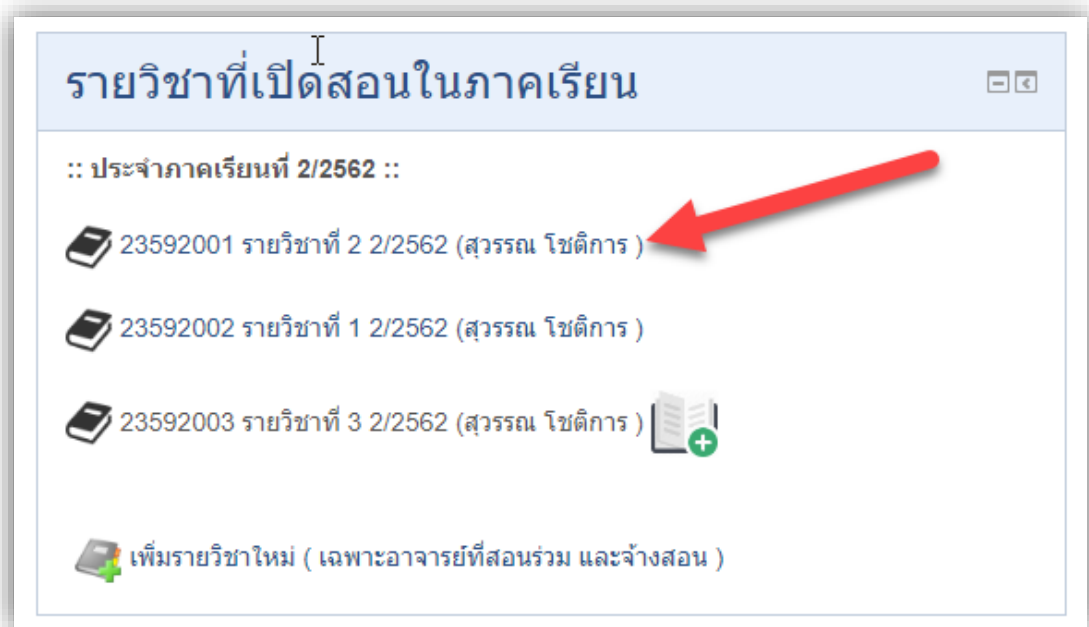 รายวิชาที่เปิดสอนในภาคเรียน
:: ประจำภาคเรียนที่ 2/2562 ::
23592001 รายวิชาที่ 2 2/2562 (สุวรรณ โชติการ )
23592002 รายวิชาที่ 1 2/2562 (สุวรรณ โชติการ )
23592003 รายวิชาที่ 3 2/2562 (สุวรรณ โชติการ )
เพิ่มรายวิชาใหม่ ( เฉพาะอาจารย์ที่สอนร่วม และจ้างสอน )